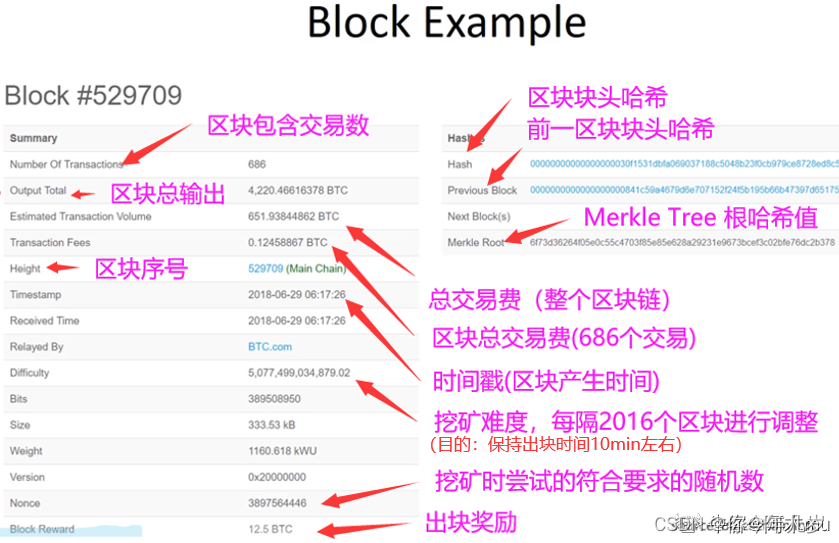 Block Example
Block #529709
Summary
Number Of Transactions 686
Output Total 4,220.46616378 BTC
Estimated Transaction Volume 651.93844862 BTC
Transaction Fees 0.12458867 BTC
Height 529709 (Main Chain)
Timestamp 2018-06-29 06:17:26
Received Time 2018-06-29 06:17:26
Relayed By BTC.com
Difficulty 5,077,499,034,879.02
Bits 389508950
Size 333.53 kB
Weight 1160.618 kWU
Version 0x20000000
Nonce 3897564446
Block Reward 12.5 BTC
区块包含交易数
区块总输出
区块序号
区块块头哈希
前一区块块头哈希
Hash
Previous Block
Next Block(s)
Merkle Root 6f73d36264f05e0c55c4703f85e85e628a29231e9673bcef3c02bfe76dc2b378
Merkle Tree 根哈希值
总交易费（整个区块链）
区块总交易费(686个交易)
时间戳(区块产生时间)
挖矿难度，每隔2016个区块进行调整
(目的：保持出块时间10min左右)
挖矿时尝试的符合要求的随机数
出块奖励